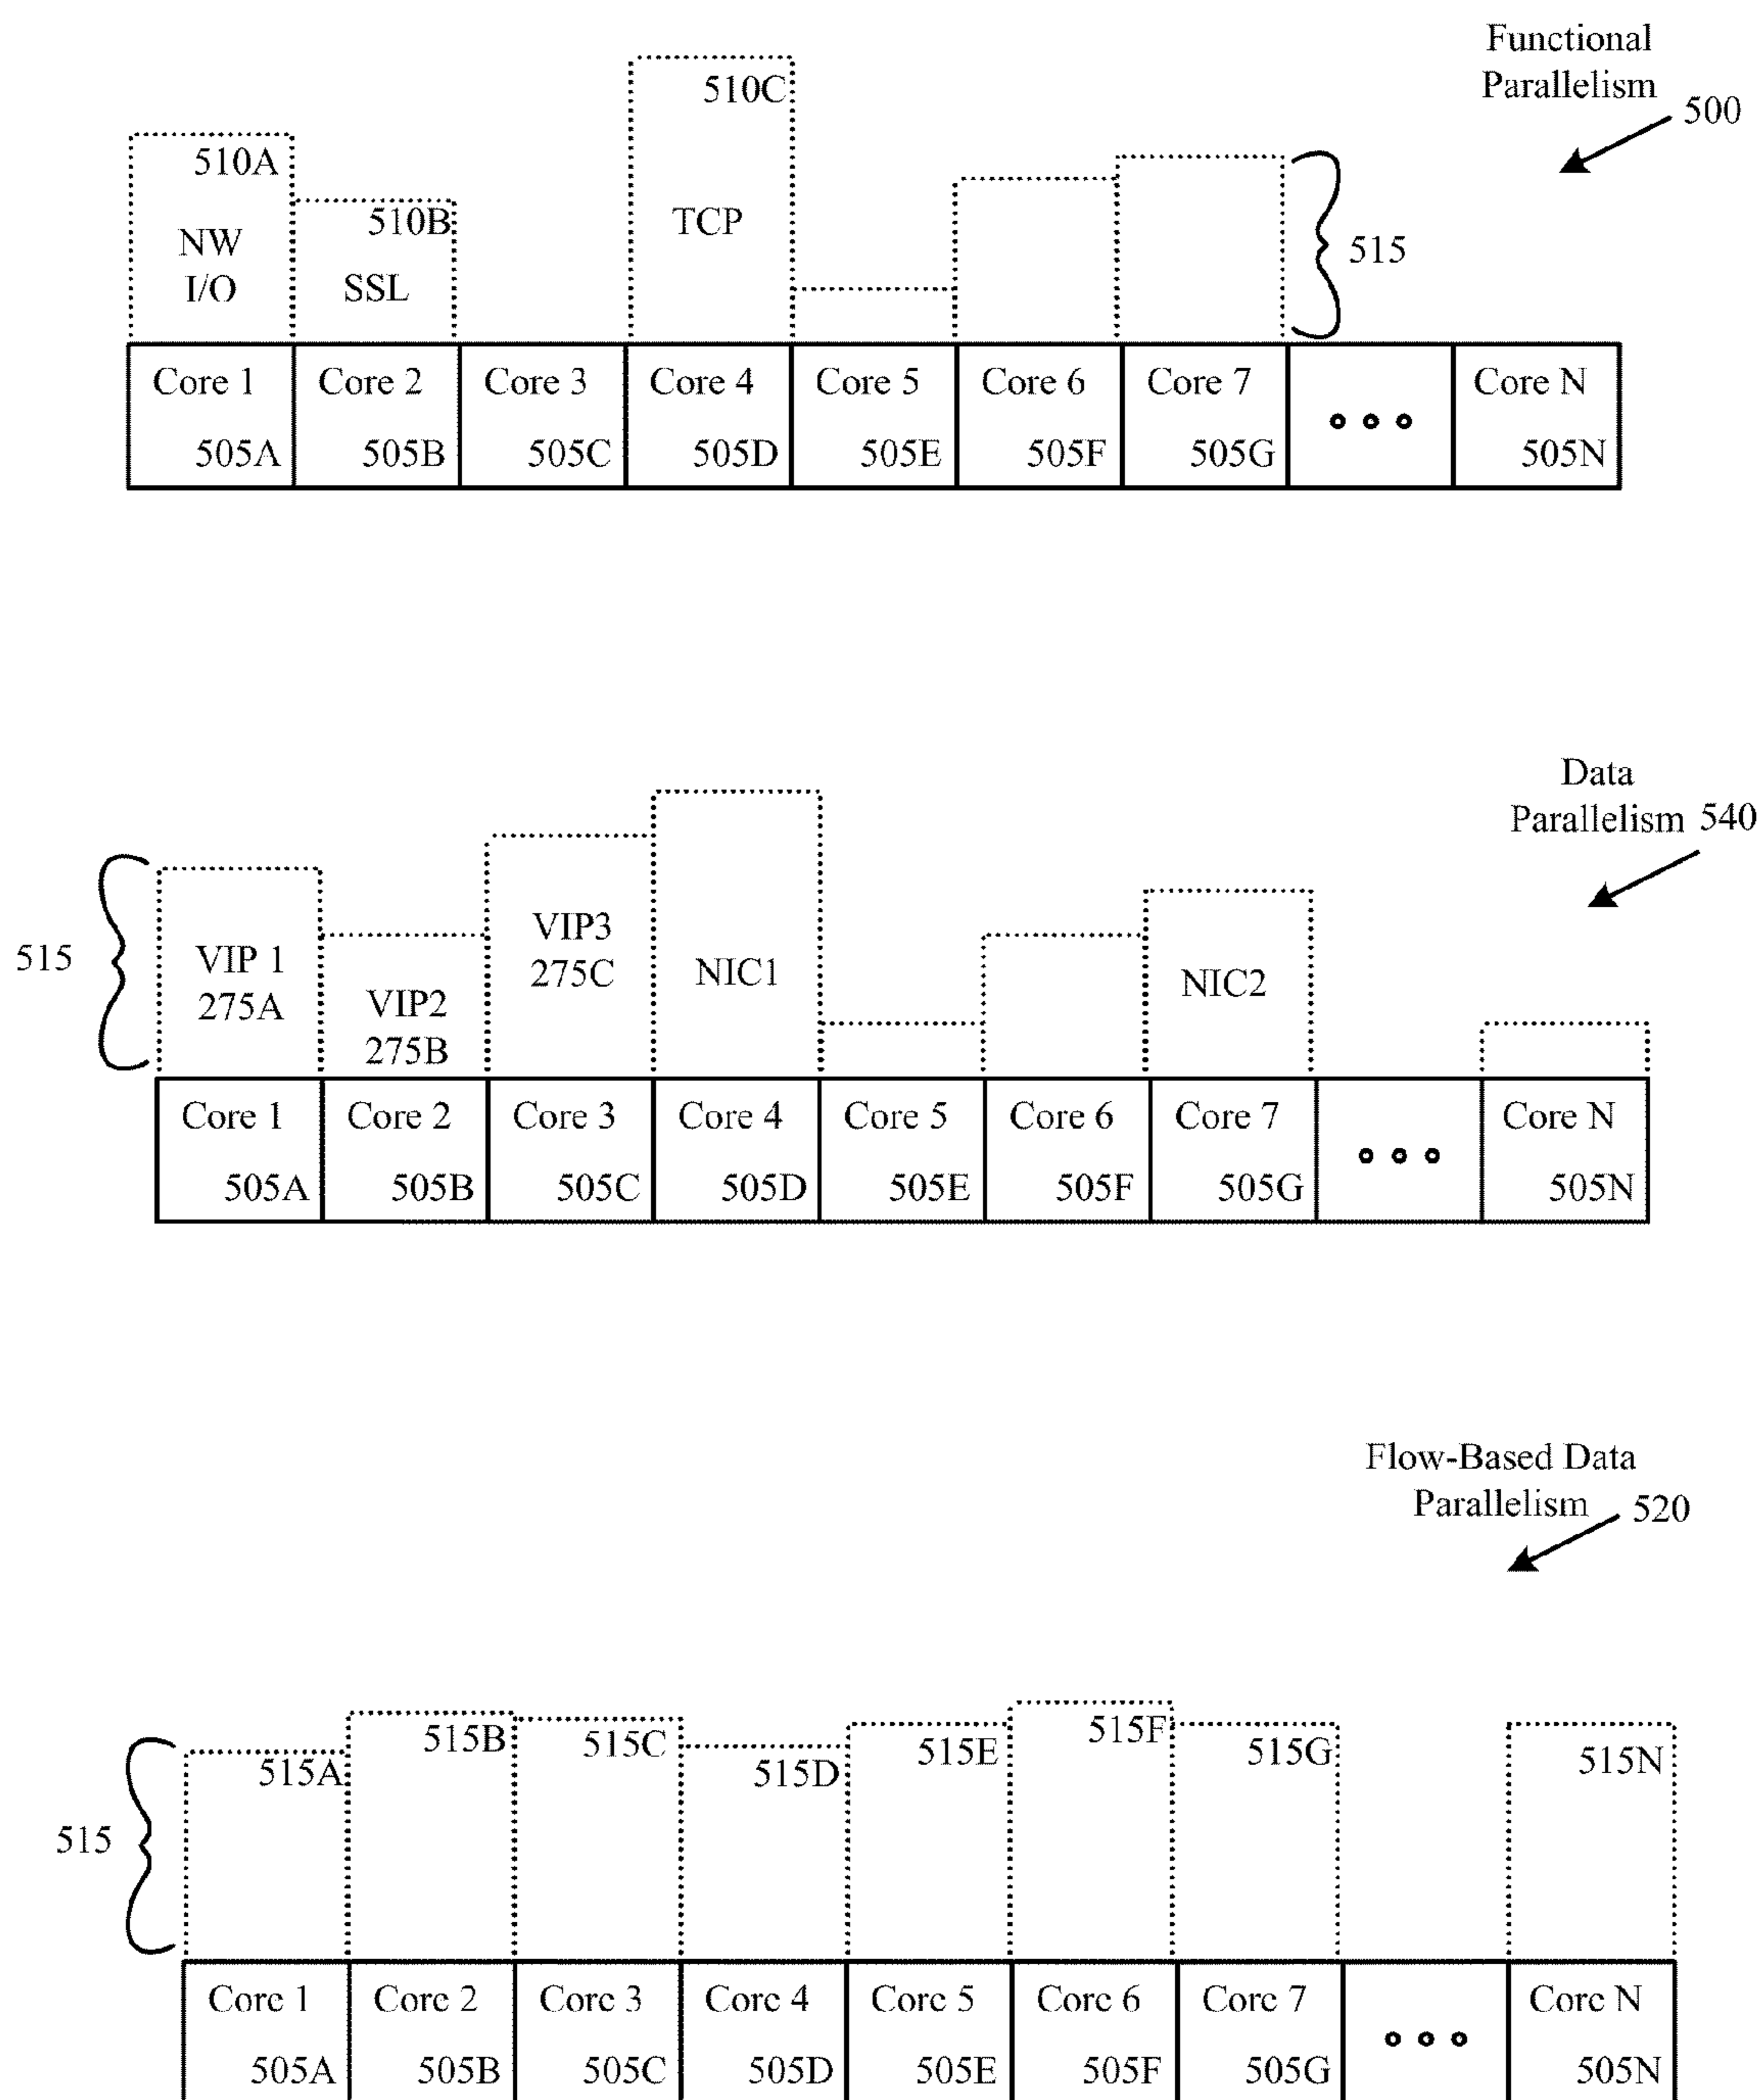 Functional
Parallelism
500
510A
NW
I/O
510B
SSL
510C
TCP
515
Core 1
505A
Core 2
505B
Core 3
505C
Core 4
505D
Core 5
505E
Core 6
505F
Core 7
505G
Core N
505N
Data
Parallelism 540
515
VIP 1
275A
VIP2
275B
VIP3
275C
NIC1
NIC2
Core 1
505A
Core 2
505B
Core 3
505C
Core 4
505D
Core 5
505E
Core 6
505F
Core 7
505G
Core N
505N
Flow-Based Data
Parallelism
520
515
515A
515B
515C
515D
515E
515F
515G
515N
Core 1
505A
Core 2
505B
Core 3
505C
Core 4
505D
Core 5
505E
Core 6
505F
Core 7
505G
Core N
505N